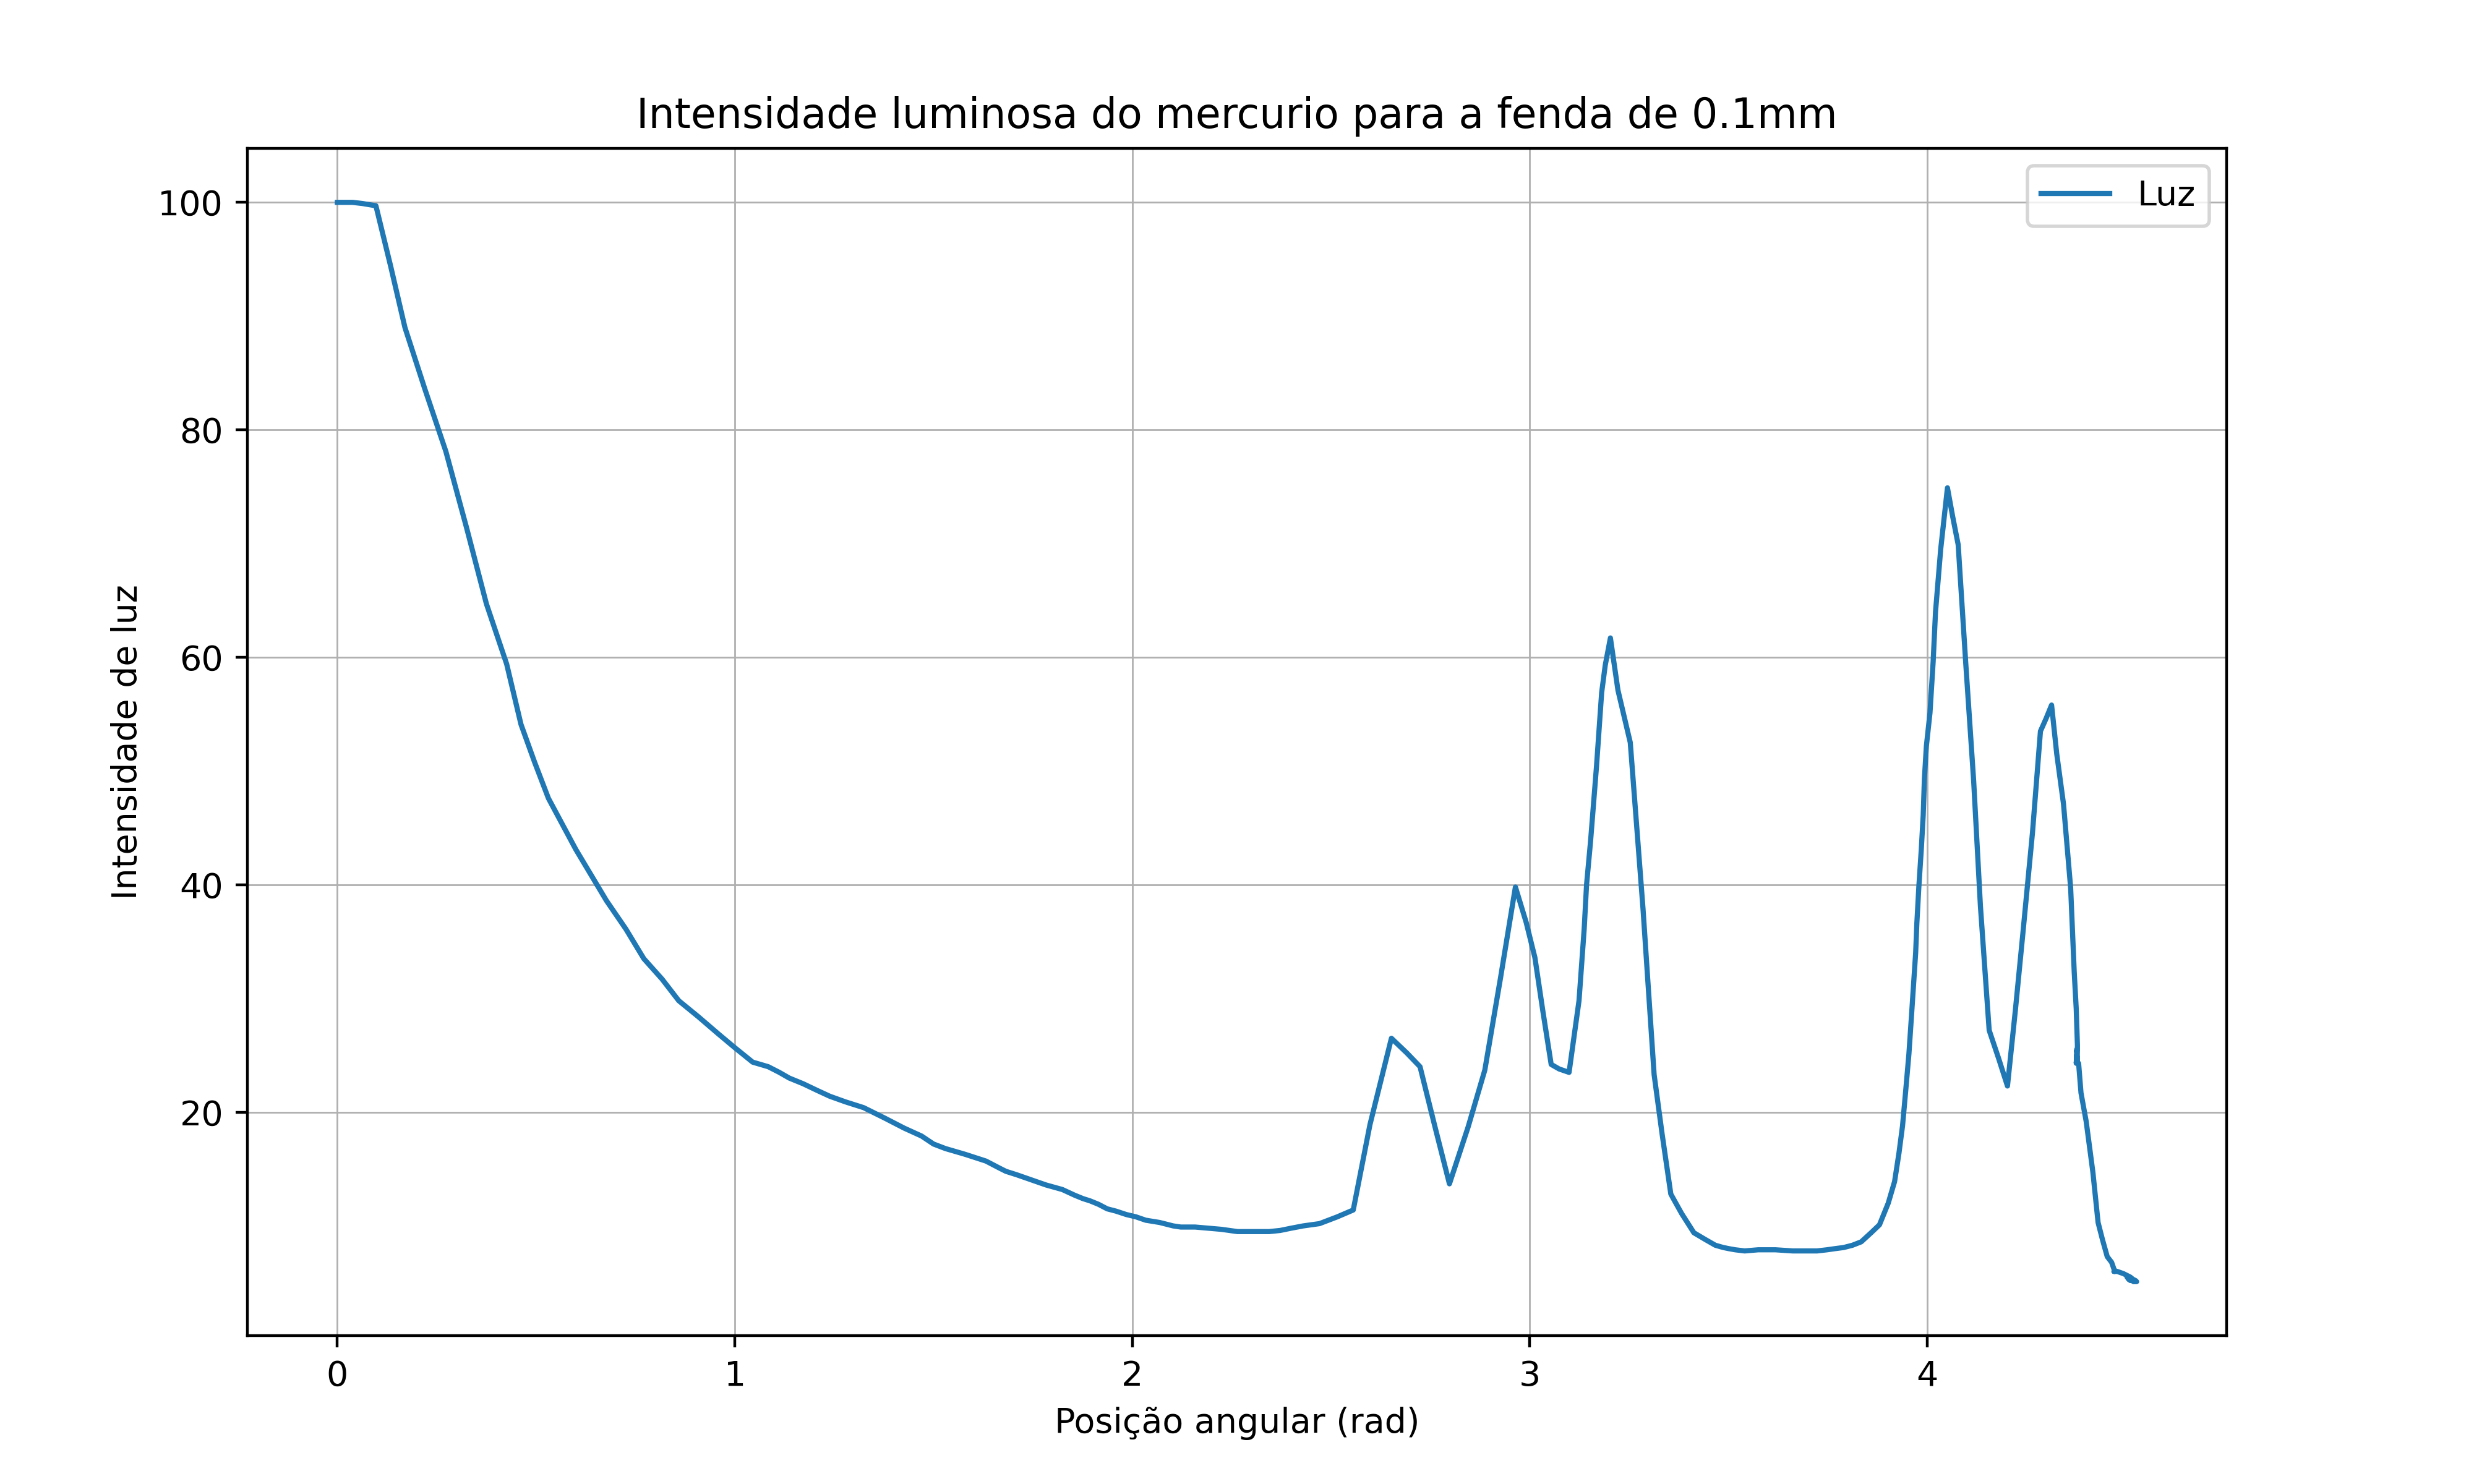 Intensidade luminosa do mercurio para a fenda de 0.1mm
Luz
Intensidade de luz
100
80
60
40
20
0 1 2 3 4
Posição angular (rad)